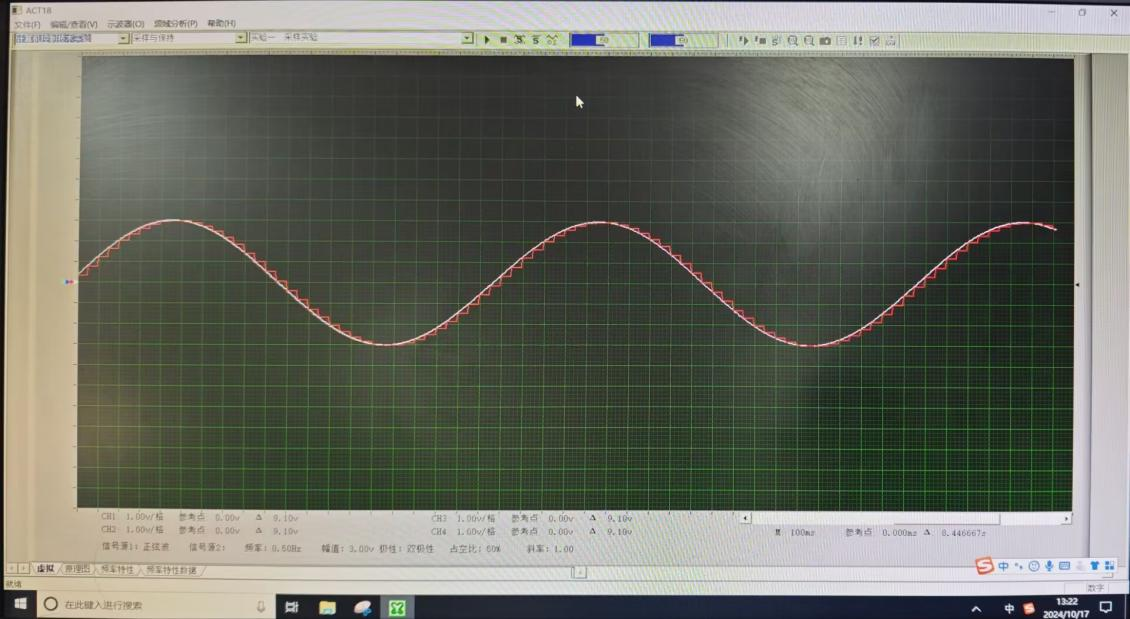 ACT18
文件(F) 编辑/查看(V) 示波器(O) 频域分析(P) 帮助(H)
采样与保持 实验一 采样实验
CH1 1.00v/格 参考点 0.00v Δ 9.10v CH3 1.00v/格 参考点 0.00v Δ 9.10v
CH2 1.00v/格 参考点 0.00v Δ 9.10v CH4 1.00v/格 参考点 0.00v Δ 9.10v M 100ms 参考点 0.000ms Δ 8.446667s
信号源1: 正弦波 信号源2: 频率: 0.50Hz 幅值: 3.00v 极性: 双极性 占空比: 60% 斜率: 1.00
虚拟 原理图 频率特性 频率特性数据
中
就绪
数字
在此键入进行搜索
中
13:22
2024/10/17